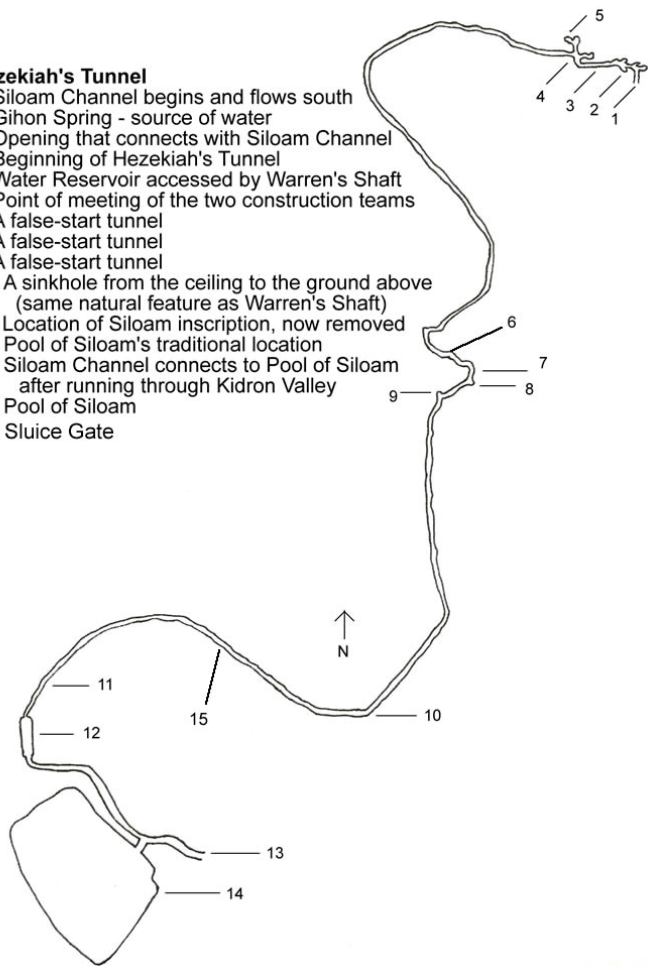 zekiah's Tunnel
Siloam Channel begins and flows south
Gihon Spring - source of water
Opening that connects with Siloam Channel
Beginning of Hezekiah's Tunnel
Water Reservoir accessed by Warren's Shaft
Point of meeting of the two construction teams
A false-start tunnel
A false-start tunnel
A false-start tunnel
A sinkhole from the ceiling to the ground above
(same natural feature as Warren's Shaft)
Location of Siloam inscription, now removed
Pool of Siloam's traditional location
Siloam Channel connects to Pool of Siloam
after running through Kidron Valley
Pool of Siloam
Sluice Gate
5
4
3
2
1
6
7
8
9
N
11
15
10
12
13
14